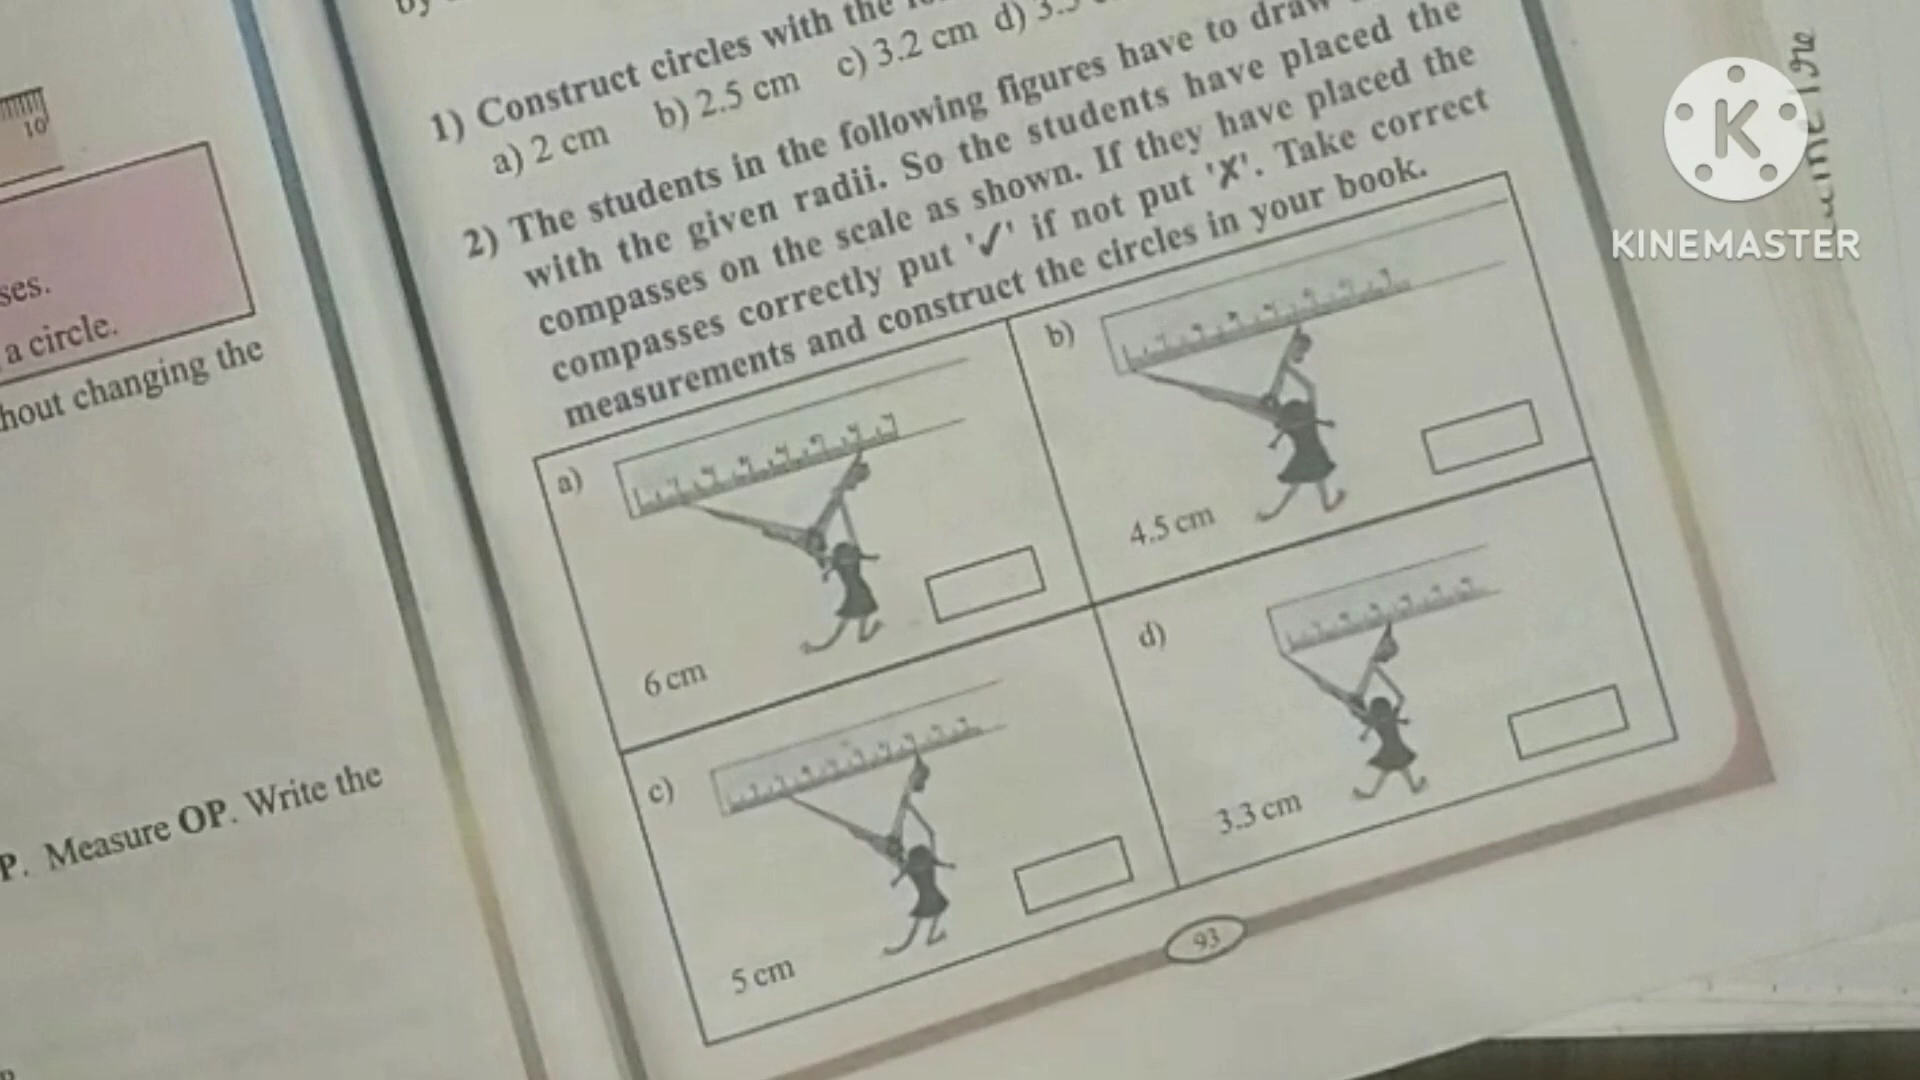 10
ses.
a circle.
hout changing the
P. Measure OP. Write the
1) Construct circles with the
a) 2 cm b) 2.5 cm c) 3.2 cm d)
2) The students in the following figures have to draw
with the given radii. So the students have placed the
compasses on the scale as shown. If they have placed the
compasses correctly put '✓' if not put 'X'. Take correct
measurements and construct the circles in your book.
a)
6 cm
b)
4.5 cm
c)
5 cm
d)
3.3 cm
93
K
KINEMASTER